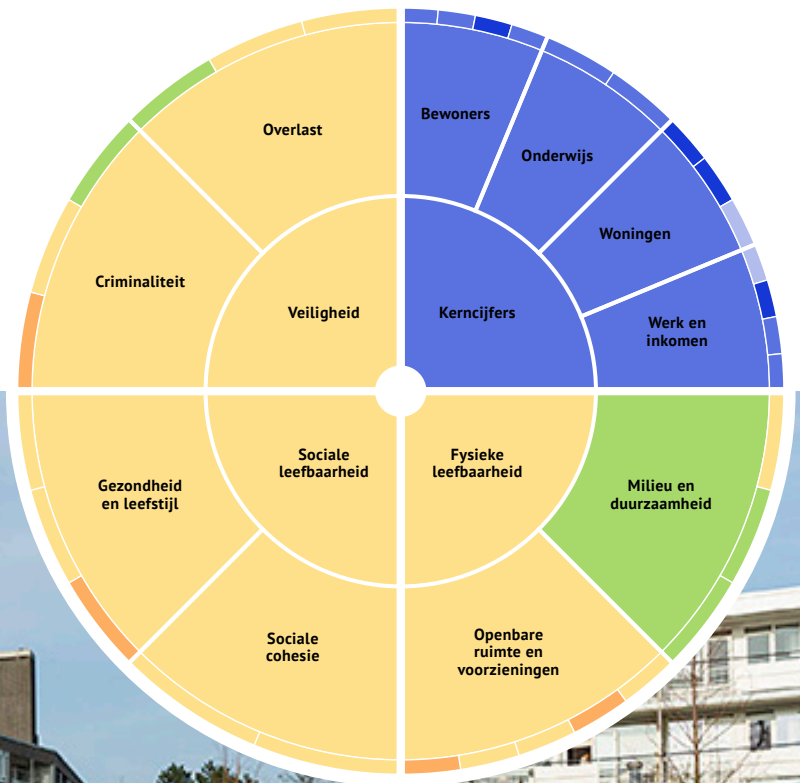 Overlast
Bewoners
Onderwijs
Woningen
Criminaliteit
Veiligheid
Kerncijfers
Werk en
inkomen
Sociale
leefbaarheid
Fysieke
leefbaarheid
Gezondheid
en leefstijl
Milieu en
duurzaamheid
Sociale
cohesie
Openbare
ruimte en
voorzieningen